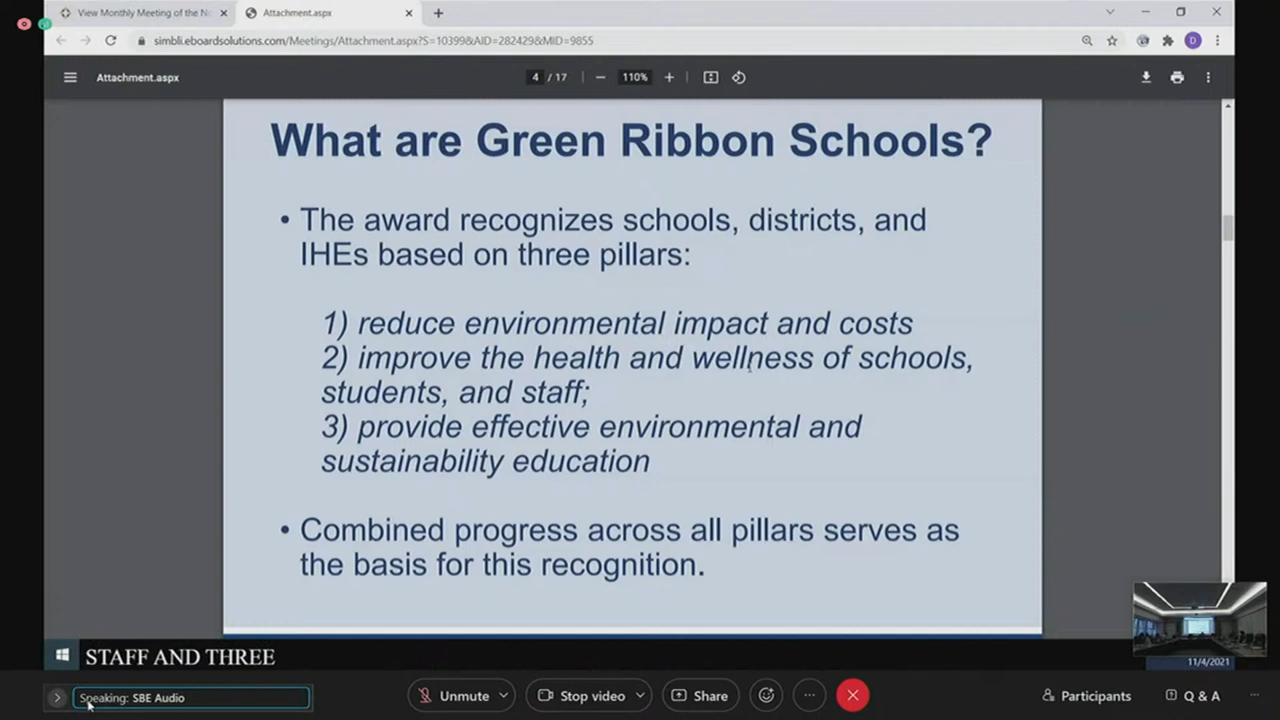 View Monthly Meeting of the No
Attachment.aspx
simbli.eboardsolutions.com/Meetings/Attachment.aspx?S=10399&AID=282429&MID=9855
D
Attachment.aspx
4 / 17
110%
What are Green Ribbon Schools?
• The award recognizes schools, districts, and
IHEs based on three pillars:
1) reduce environmental impact and costs
2) improve the health and wellness of schools,
students, and staff;
3) provide effective environmental and
sustainability education
• Combined progress across all pillars serves as
the basis for this recognition.
STAFF AND THREE
11/4/2021
Speaking: SBE Audio
Unmute
Stop video
Share
Participants
Q & A